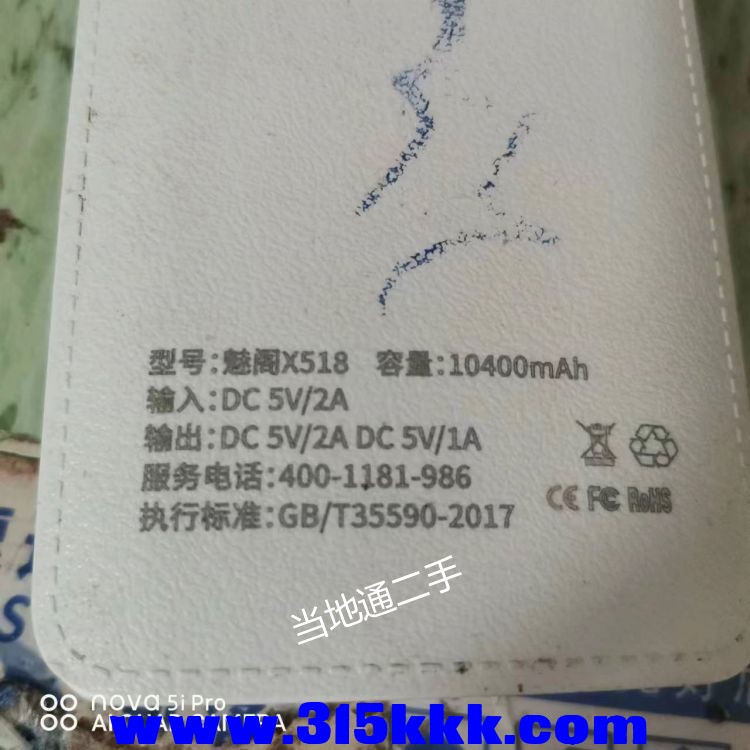 型号:魅阁X518 容量:10400mAh
输入:DC 5V/2A
输出:DC 5V/2A DC 5V/1A
服务电话:400-1181-986
执行标准:GB/T35590-2017
CE FC RoHS
当地通二手
nova 5i Pro
www.315kkk.com